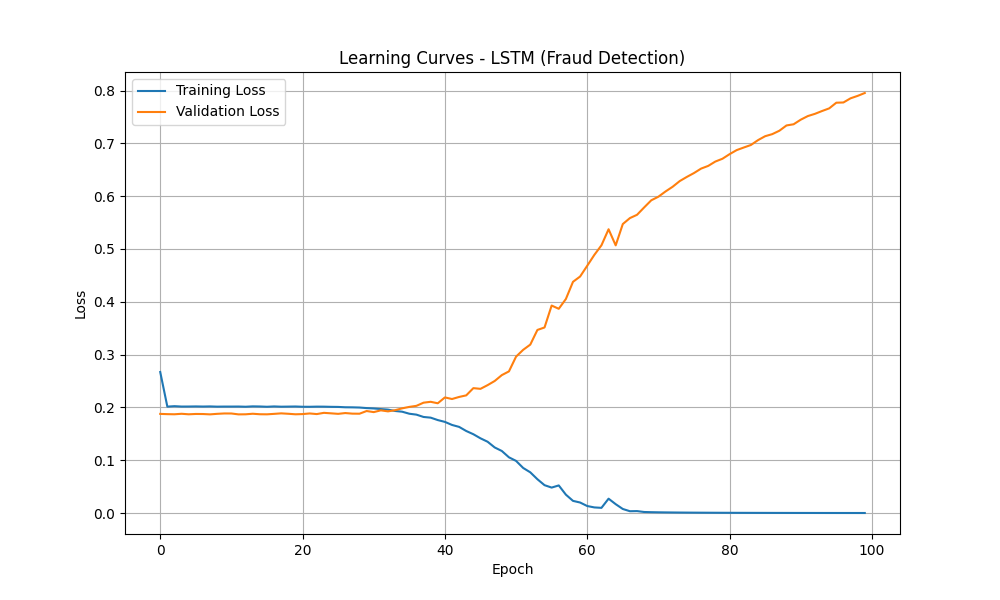 Learning Curves - LSTM (Fraud Detection)
Training Loss
Validation Loss
Loss
0.8
0.7
0.6
0.5
0.4
0.3
0.2
0.1
0.0
0 20 40 60 80 100
Epoch